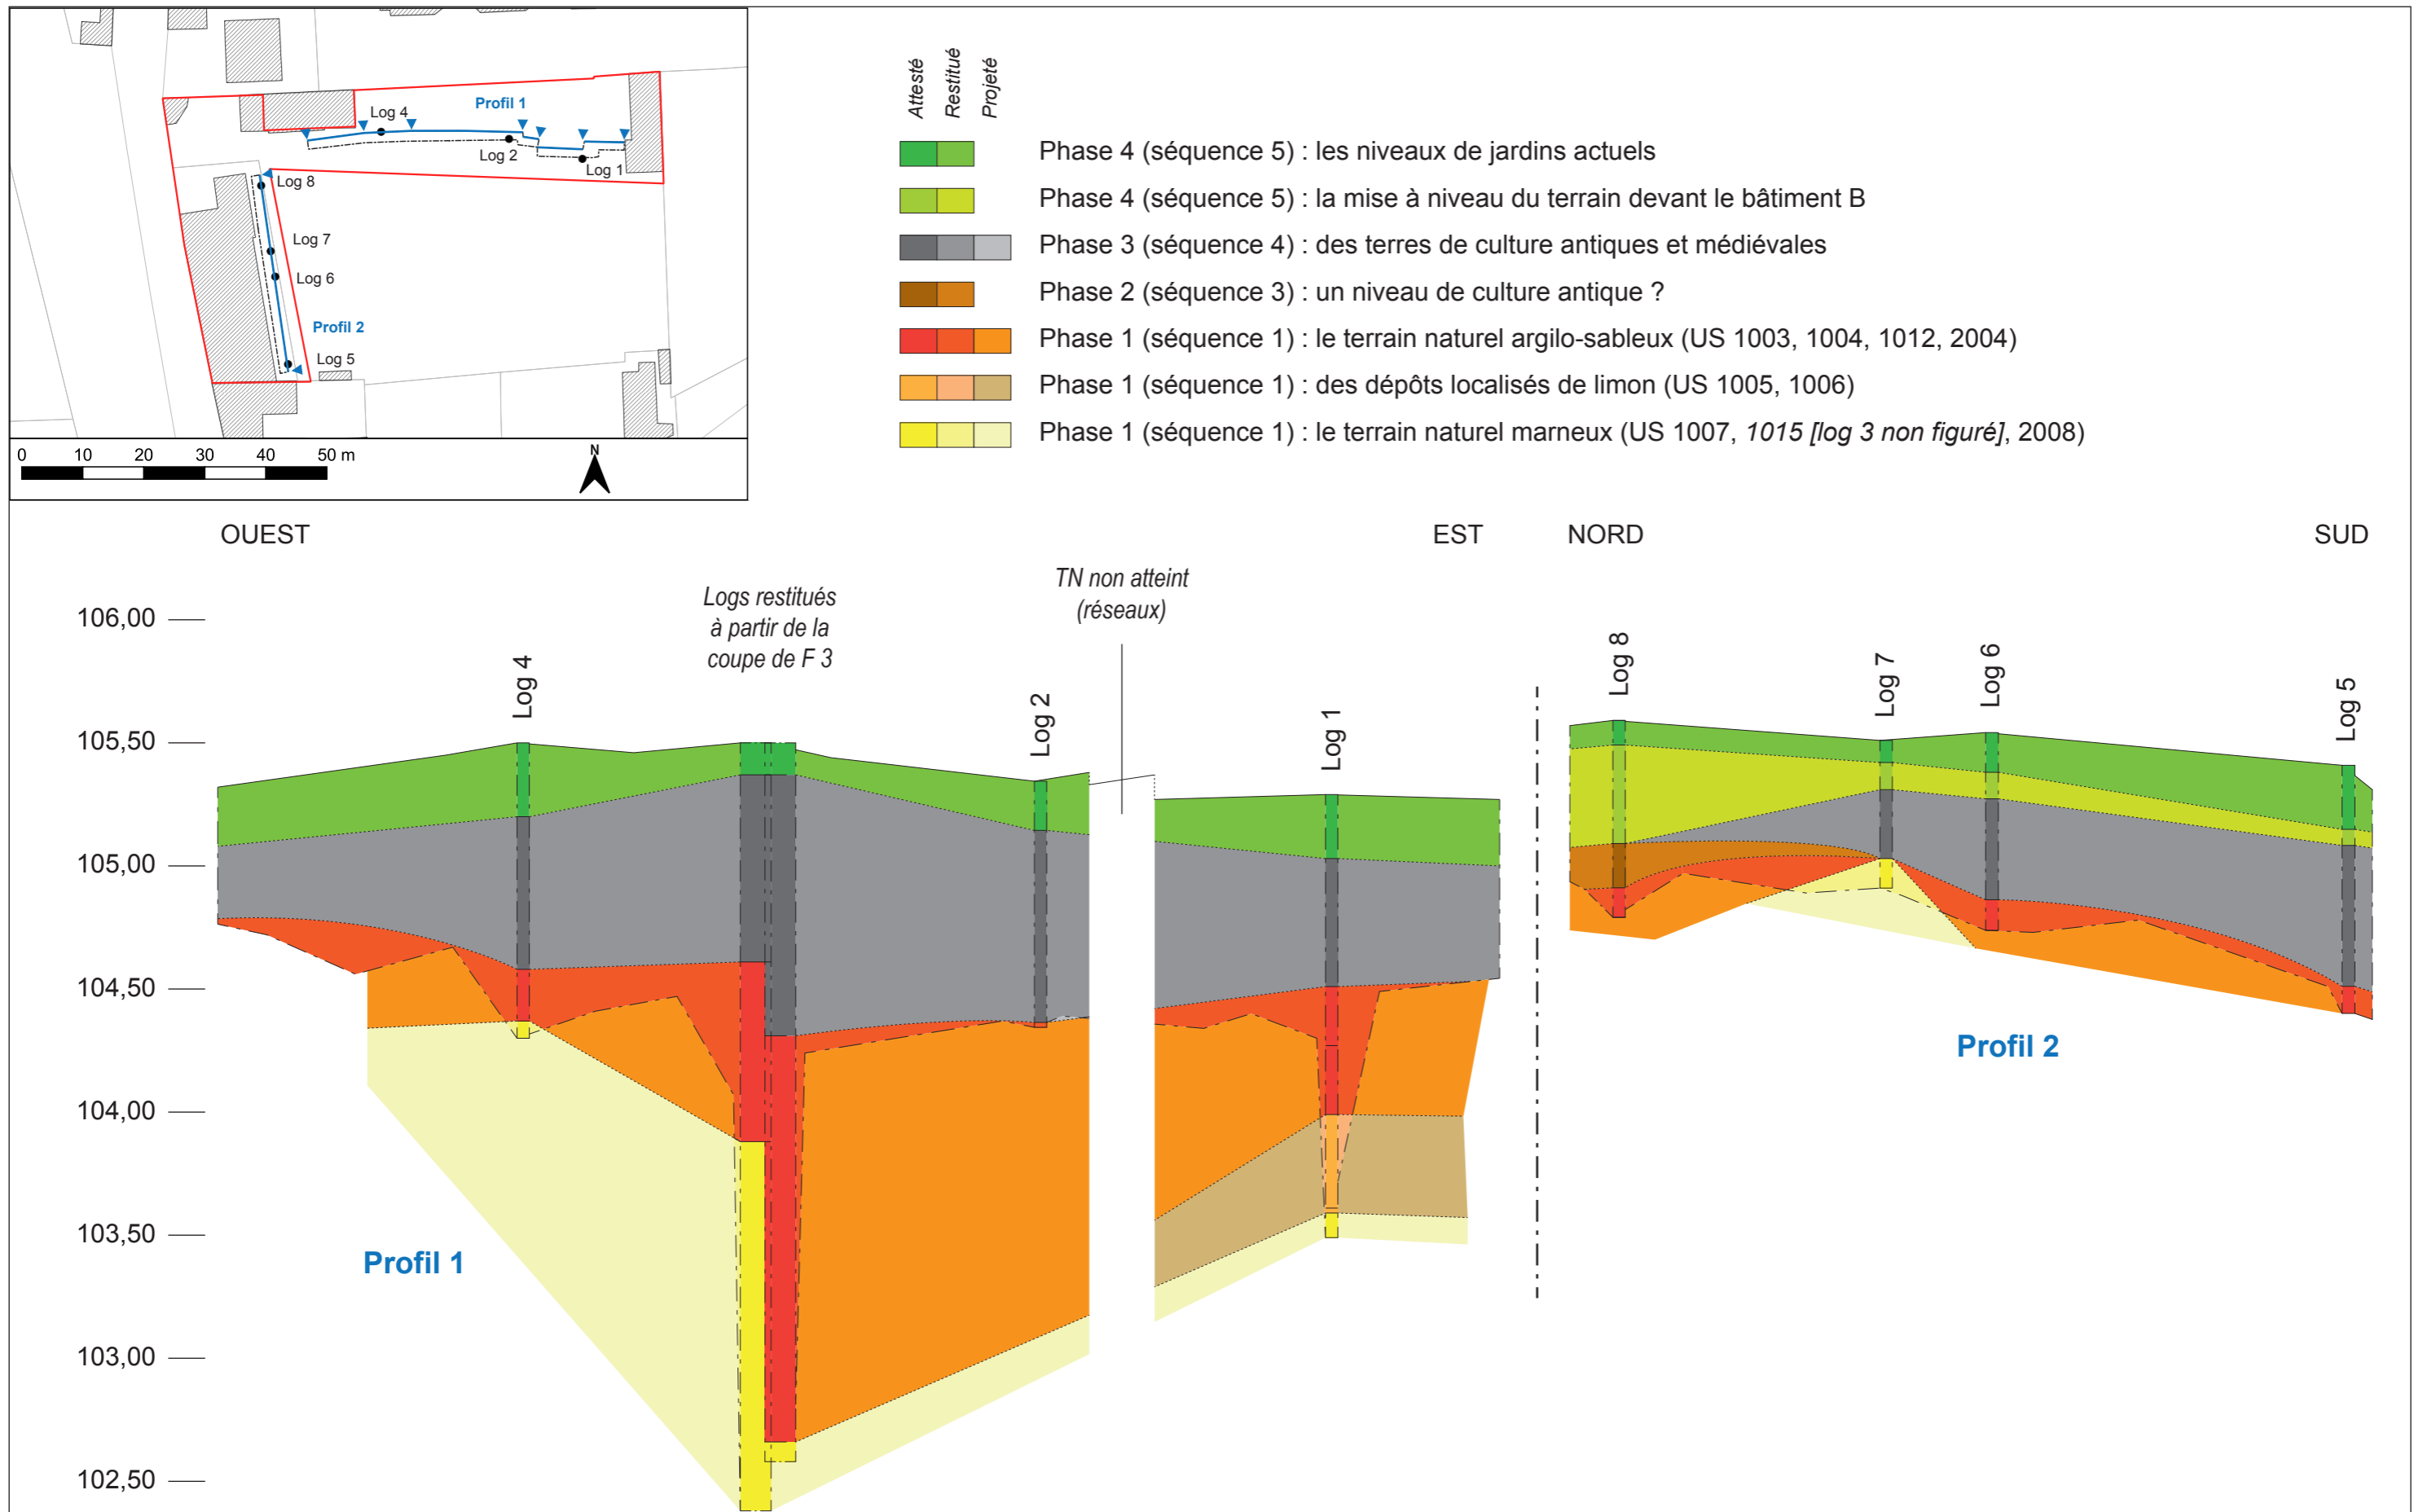 Log 4
Profil 1
Log 2
Log 1
Log 8
Log 7
Log 6
Profil 2
Log 5
0 10 20 30 40 50 m
N
Attesté
Restitué
Projeté
Phase 4 (séquence 5) : les niveaux de jardins actuels
Phase 4 (séquence 5) : la mise à niveau du terrain devant le bâtiment B
Phase 3 (séquence 4) : des terres de culture antiques et médiévales
Phase 2 (séquence 3) : un niveau de culture antique ?
Phase 1 (séquence 1) : le terrain naturel argilo-sableux (US 1003, 1004, 1012, 2004)
Phase 1 (séquence 1) : des dépôts localisés de limon (US 1005, 1006)
Phase 1 (séquence 1) : le terrain naturel marneux (US 1007, 1015 [log 3 non figuré], 2008)
OUEST
EST
NORD
SUD
106,00
105,50
105,00
104,50
104,00
103,50
103,00
102,50
Log 4
Logs restitués
à partir de la
coupe de F 3
Log 2
TN non atteint
(réseaux)
Log 1
Log 8
Log 7
Log 6
Log 5
Profil 1
Profil 2